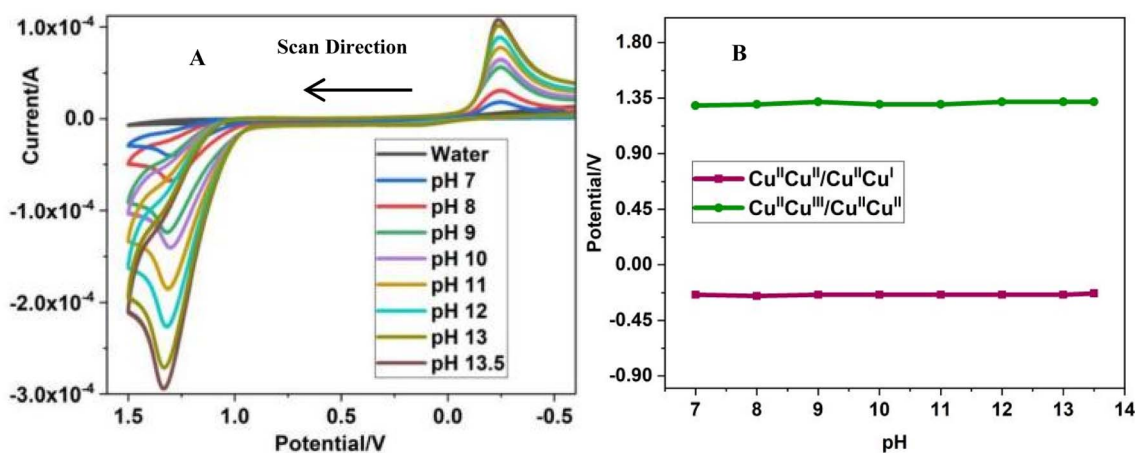 A
Scan Direction
1.0x10⁻⁴
0.0
-1.0x10⁻⁴
-2.0x10⁻⁴
-3.0x10⁻⁴
Current/A
Water
pH 7
pH 8
pH 9
pH 10
pH 11
pH 12
pH 13
pH 13.5
1.5 1.0 0.5 0.0 -0.5
Potential/V
B
1.80
1.35
0.90
0.45
0.00
-0.45
-0.90
Potential/V
CuᴵᴵCuᴵᴵ/CuᴵᴵCuᴵ
CuᴵᴵCuᴵᴵᴵ/CuᴵᴵCuᴵᴵ
7 8 9 10 11 12 13 14
pH